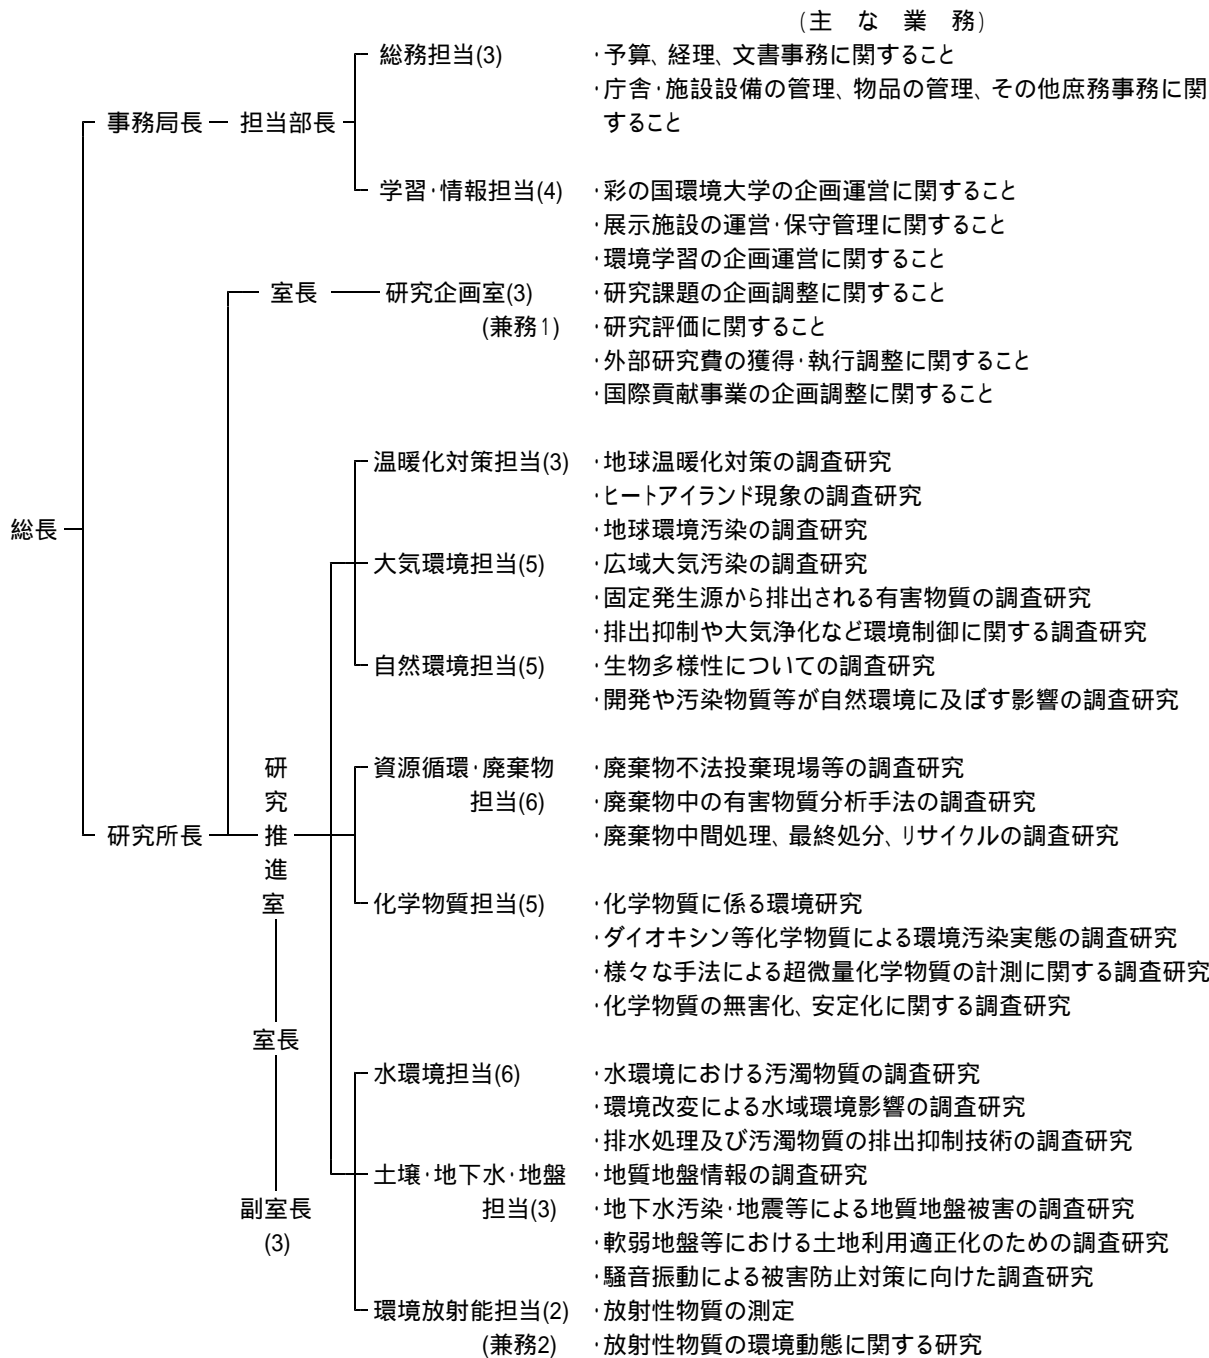 (主 な 業 務)
総務担当(3) ・予算、経理、文書事務に関すること
・庁舎・施設設備の管理、物品の管理、その他庶務事務に関
事務局長 担当部長 すること
学習・情報担当(4) ・彩の国環境大学の企画運営に関すること
・展示施設の運営・保守管理に関すること
・環境学習の企画運営に関すること
室長 研究企画室(3) ・研究課題の企画調整に関すること
(兼務1) ・研究評価に関すること
・外部研究費の獲得・執行調整に関すること
・国際貢献事業の企画調整に関すること
温暖化対策担当(3) ・地球温暖化対策の調査研究
・ヒートアイランド現象の調査研究
総長 ・地球環境汚染の調査研究
大気環境担当(5) ・広域大気汚染の調査研究
・固定発生源から排出される有害物質の調査研究
・排出抑制や大気浄化など環境制御に関する調査研究
自然環境担当(5) ・生物多様性についての調査研究
・開発や汚染物質等が自然環境に及ぼす影響の調査研究
研究所長 研究推進室
資源循環・廃棄物 ・廃棄物不法投棄現場等の調査研究
担当(6) ・廃棄物中の有害物質分析手法の調査研究
・廃棄物中間処理、最終処分、リサイクルの調査研究
化学物質担当(5) ・化学物質に係る環境研究
・ダイオキシン等化学物質による環境汚染実態の調査研究
・様々な手法による超微量化学物質の計測に関する調査研究
・化学物質の無害化、安定化に関する調査研究
室長
水環境担当(6) ・水環境における汚濁物質の調査研究
・環境改変による水域環境影響の調査研究
・排水処理及び汚濁物質の排出抑制技術の調査研究
土壌・地下水・地盤 ・地質地盤情報の調査研究
副室長 担当(3) ・地下水汚染・地震等による地質地盤被害の調査研究
(3) ・軟弱地盤等における土地利用適正化のための調査研究
・騒音振動による被害防止対策に向けた調査研究
環境放射能担当(2) ・放射性物質の測定
(兼務2) ・放射性物質の環境動態に関する研究